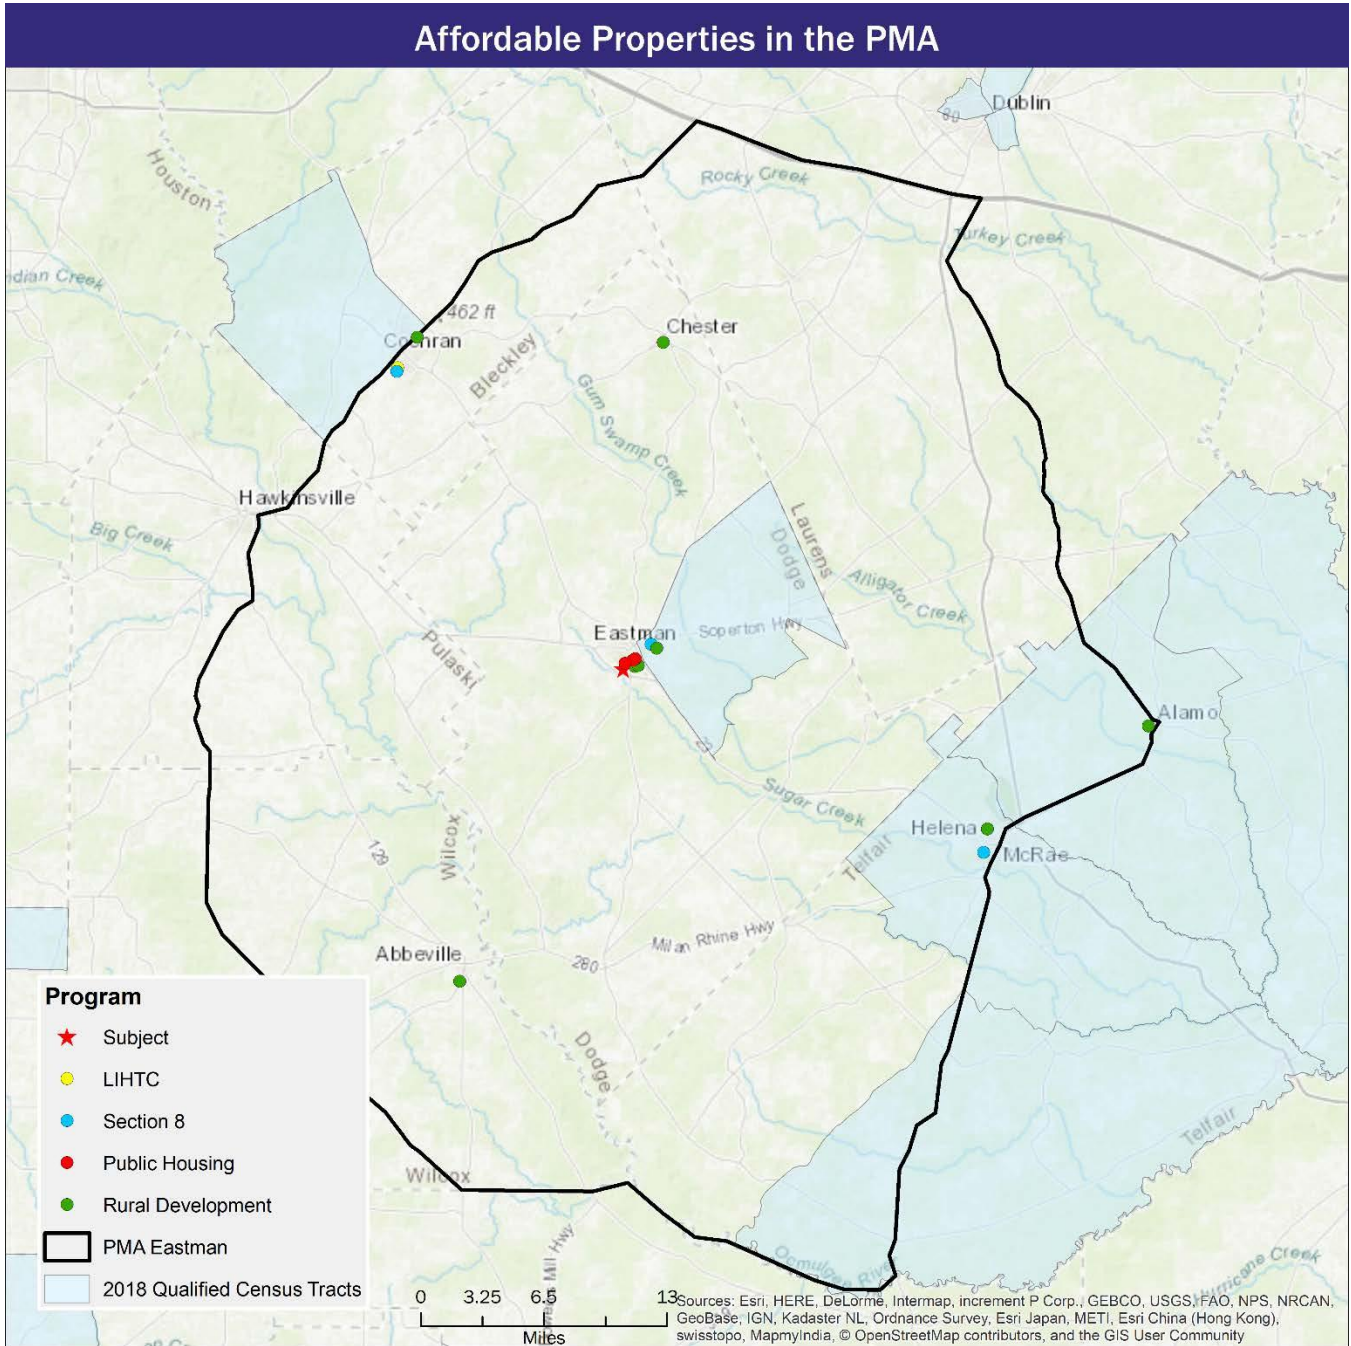 Affordable Properties in the PMA
Dublin
80
Houston
Rocky Creek
Turkey Creek
ndian Creek
462 ft
Cochran
Chester
Bleckley
Gum Swamp Creek
Hawkinsville
Big Creek
Laurens
Dodge
Alligator Creek
Eastman
Soperton Hwy
Pulaski
23
Alamo
Sugar Creek
Helena
McRae
Telfair
129
Wilcox
Milan Rhine Hwy
Abbeville
280
Dodge
Telfair
Wilcox
Mill Hwy
Ocmulgee River
Hurricane Creek
Program
Subject
LIHTC
Section 8
Public Housing
Rural Development
PMA Eastman
2018 Qualified Census Tracts
0 3.25 6.5 13
Miles
Sources: Esri, HERE, DeLorme, Intermap, increment P Corp., GEBCO, USGS, FAO, NPS, NRCAN,
GeoBase, IGN, Kadaster NL, Ordnance Survey, Esri Japan, METI, Esri China (Hong Kong),
swisstopo, MapmyIndia, © OpenStreetMap contributors, and the GIS User Community